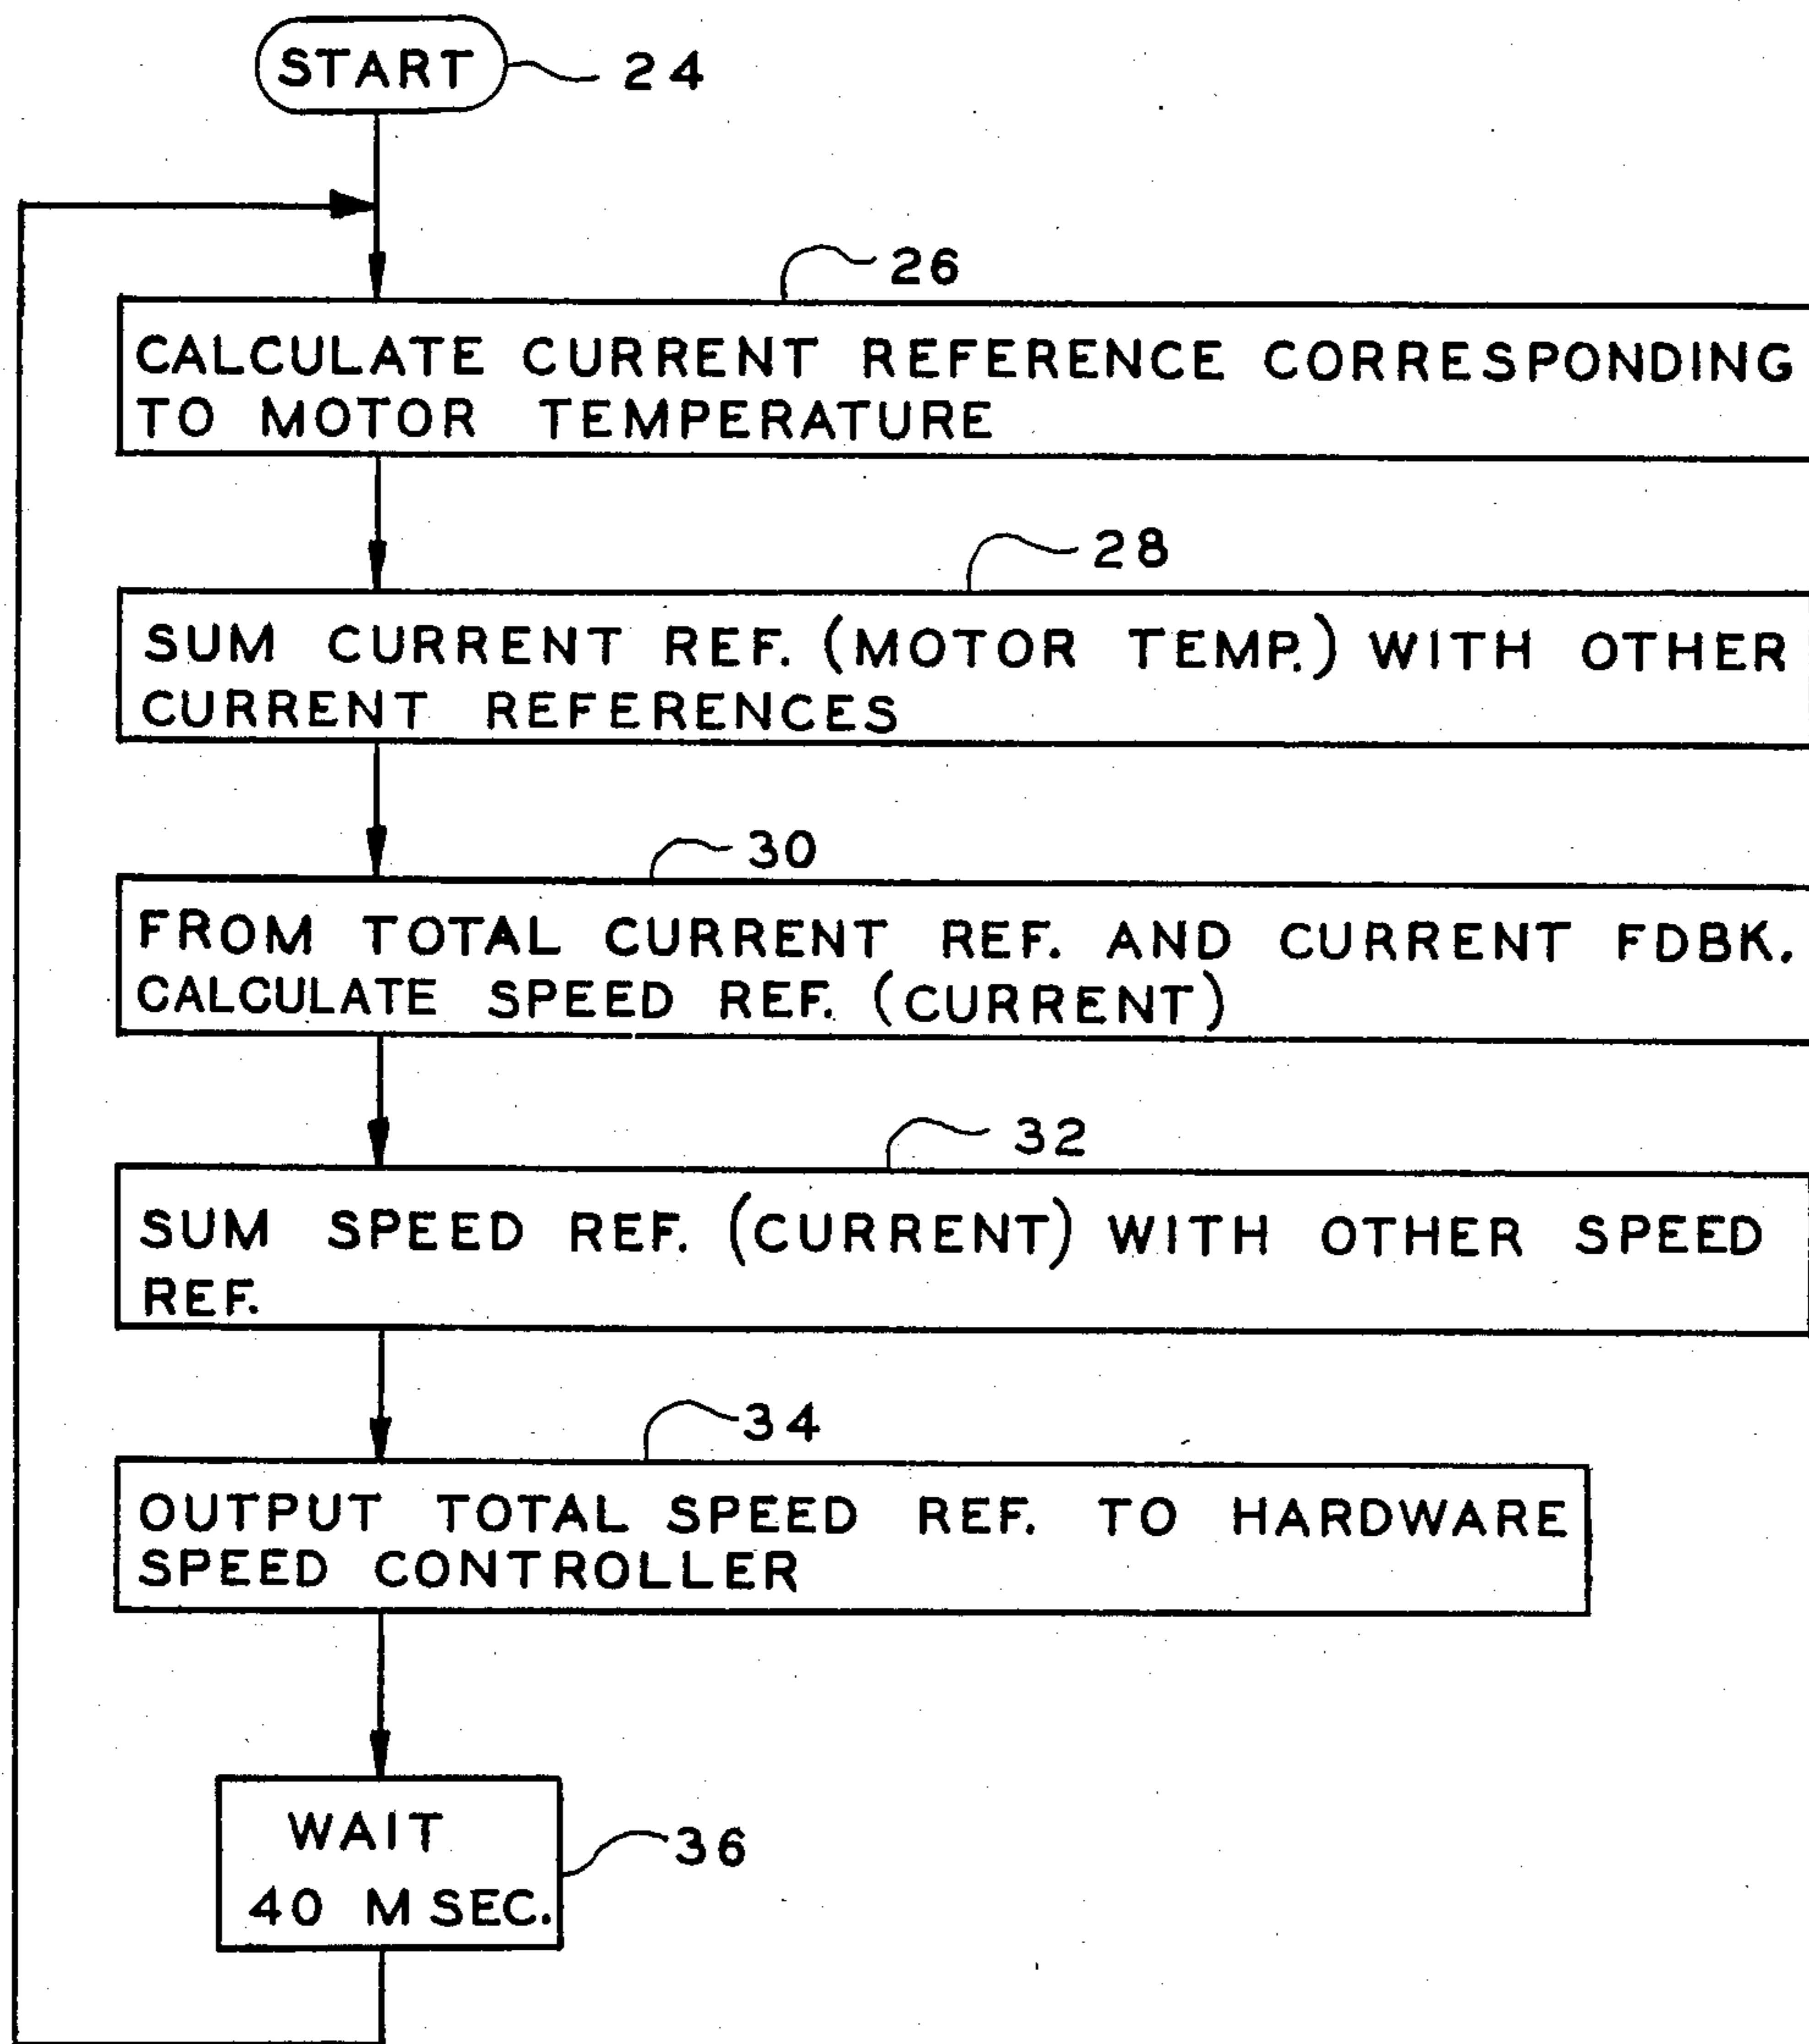 START
24
26
CALCULATE CURRENT REFERENCE CORRESPONDING
TO MOTOR TEMPERATURE
28
SUM CURRENT REF. (MOTOR TEMP.) WITH OTHER
CURRENT REFERENCES
30
FROM TOTAL CURRENT REF. AND CURRENT FDBK.
CALCULATE SPEED REF. (CURRENT)
32
SUM SPEED REF. (CURRENT) WITH OTHER SPEED
REF.
34
OUTPUT TOTAL SPEED REF. TO HARDWARE
SPEED CONTROLLER
WAIT
36
40 M SEC.